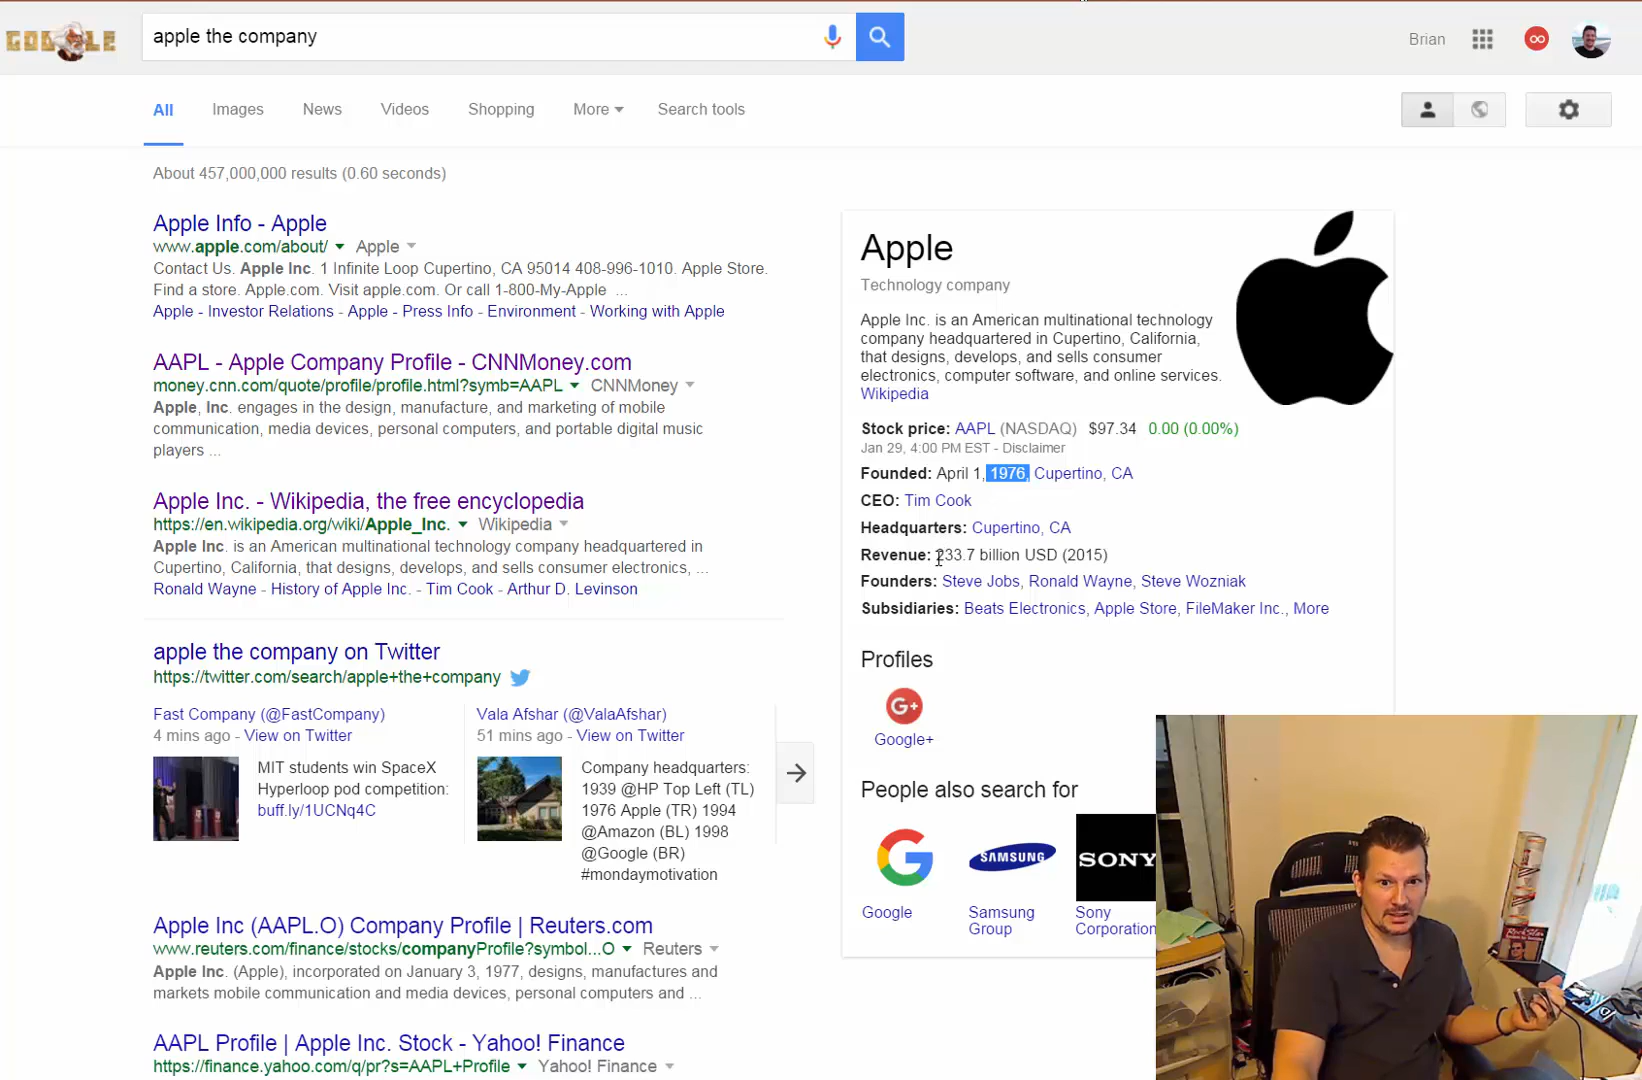 GOOGLE
apple the company
Brian
All Images News Videos Shopping More Search tools
About 457,000,000 results (0.60 seconds)
Apple Info - Apple
www.apple.com/about/ Apple
Contact Us. Apple Inc. 1 Infinite Loop Cupertino, CA 95014 408-996-1010. Apple Store.
Find a store. Apple.com. Visit apple.com. Or call 1-800-My-Apple ...
Apple - Investor Relations - Apple - Press Info - Environment - Working with Apple
AAPL - Apple Company Profile - CNNMoney.com
money.cnn.com/quote/profile/profile.html?symb=AAPL CNNMoney
Apple, Inc. engages in the design, manufacture, and marketing of mobile
communication, media devices, personal computers, and portable digital music
players ...
Apple Inc. - Wikipedia, the free encyclopedia
https://en.wikipedia.org/wiki/Apple_Inc. Wikipedia
Apple Inc. is an American multinational technology company headquartered in
Cupertino, California, that designs, develops, and sells consumer electronics, ...
Ronald Wayne - History of Apple Inc. - Tim Cook - Arthur D. Levinson
apple the company on Twitter
https://twitter.com/search/apple+the+company
Fast Company (@FastCompany)
4 mins ago - View on Twitter
MIT students win SpaceX
Hyperloop pod competition:
buff.ly/1UCNq4C
Vala Afshar (@ValaAfshar)
51 mins ago - View on Twitter
Company headquarters:
1939 @HP Top Left (TL)
1976 Apple (TR) 1994
@Amazon (BL) 1998
@Google (BR)
#mondaymotivation
Apple Inc (AAPL.O) Company Profile | Reuters.com
www.reuters.com/finance/stocks/companyProfile?symbol...O Reuters
Apple Inc. (Apple), incorporated on January 3, 1977, designs, manufactures and
markets mobile communication and media devices, personal computers and ...
AAPL Profile | Apple Inc. Stock - Yahoo! Finance
https://finance.yahoo.com/q/pr?s=AAPL+Profile Yahoo! Finance
Apple
Technology company
Apple Inc. is an American multinational technology
company headquartered in Cupertino, California,
that designs, develops, and sells consumer
electronics, computer software, and online services.
Wikipedia
Stock price: AAPL (NASDAQ) $97.34 0.00 (0.00%)
Jan 29, 4:00 PM EST - Disclaimer
Founded: April 1, 1976, Cupertino, CA
CEO: Tim Cook
Headquarters: Cupertino, CA
Revenue: 233.7 billion USD (2015)
Founders: Steve Jobs, Ronald Wayne, Steve Wozniak
Subsidiaries: Beats Electronics, Apple Store, FileMaker Inc., More
Profiles
G+
Google+
People also search for
G
SAMSUNG
SONY
Google
Samsung
Group
Sony
Corporation